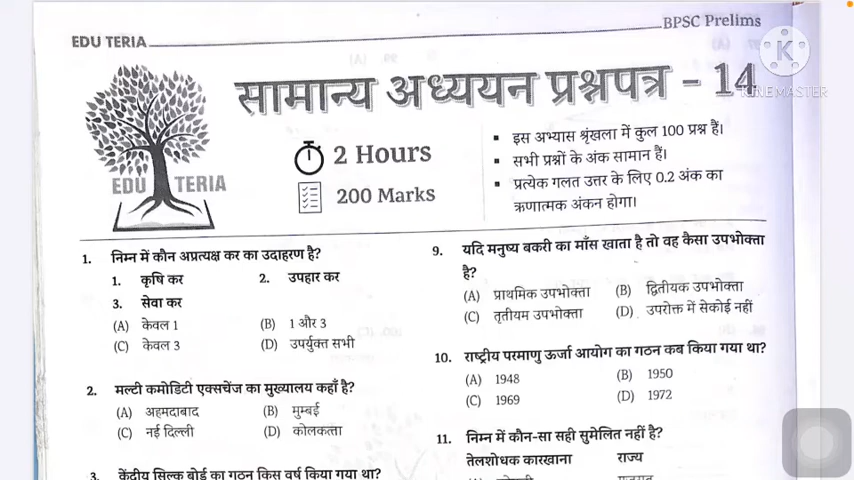 EDU TERIA
BPSC Prelims
K
KINEMASTER
सामान्य अध्ययन प्रश्नपत्र - 14
EDU TERIA
2 Hours
200 Marks
▪ इस अभ्यास श्रृंखला में कुल 100 प्रश्न हैं।
▪ सभी प्रश्नों के अंक सामान हैं।
▪ प्रत्येक गलत उत्तर के लिए 0.2 अंक का
ऋणात्मक अंकन होगा।
1. निम्न में कौन अप्रत्यक्ष कर का उदाहरण है?
1. कृषि कर 2. उपहार कर
3. सेवा कर
(A) केवल 1 (B) 1 और 3
(C) केवल 3 (D) उपर्युक्त सभी
2. मल्टी कमोडिटी एक्सचेंज का मुख्यालय कहाँ है?
(A) अहमदाबाद (B) मुम्बई
(C) नई दिल्ली (D) कोलकत्ता
3. केंद्रीय सिल्क बोर्ड का गठन किस वर्ष किया गया था?
9. यदि मनुष्य बकरी का माँस खाता है तो वह कैसा उपभोक्ता
है?
(A) प्राथमिक उपभोक्ता (B) द्वितीयक उपभोक्ता
(C) तृतीयम उपभोक्ता (D) उपरोक्त में सेकोई नहीं
10. राष्ट्रीय परमाणु ऊर्जा आयोग का गठन कब किया गया था?
(A) 1948 (B) 1950
(C) 1969 (D) 1972
11. निम्न में कौन-सा सही सुमेलित नहीं है?
तेलशोधक कारखाना राज्य